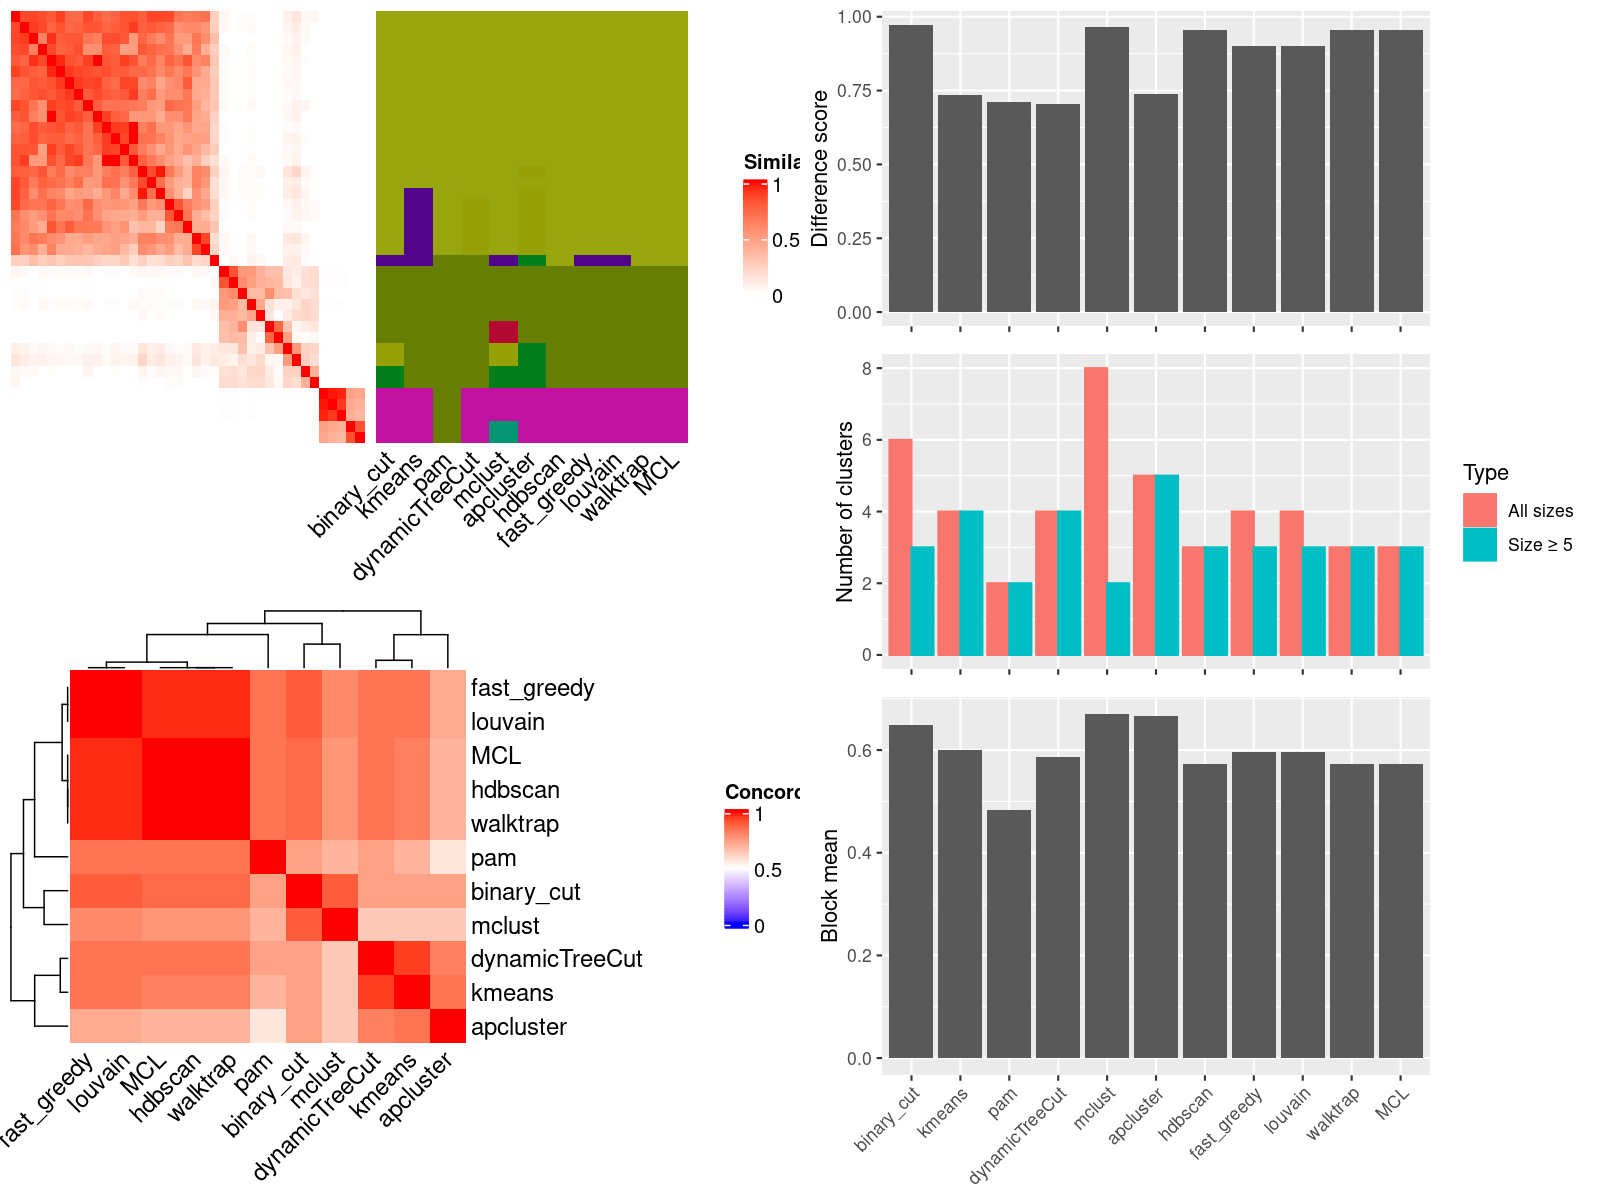 Simila
1
0.5
0
binary_cut
kmeans
pam
dynamicTreeCut
mclust
apcluster
hdbscan
fast_greedy
louvain
walktrap
MCL
fast_greedy
louvain
MCL
hdbscan
walktrap
pam
binary_cut
mclust
dynamicTreeCut
kmeans
apcluster
fast_greedy
louvain
MCL
hdbscan
walktrap
pam
binary_cut
mclust
dynamicTreeCut
kmeans
apcluster
Concord
1
0.5
0
Difference score
1.00
0.75
0.50
0.25
0.00
Number of clusters
8
6
4
2
0
Type
All sizes
Size ≥ 5
Block mean
0.6
0.4
0.2
0.0
binary_cut
kmeans
pam
dynamicTreeCut
mclust
apcluster
hdbscan
fast_greedy
louvain
walktrap
MCL